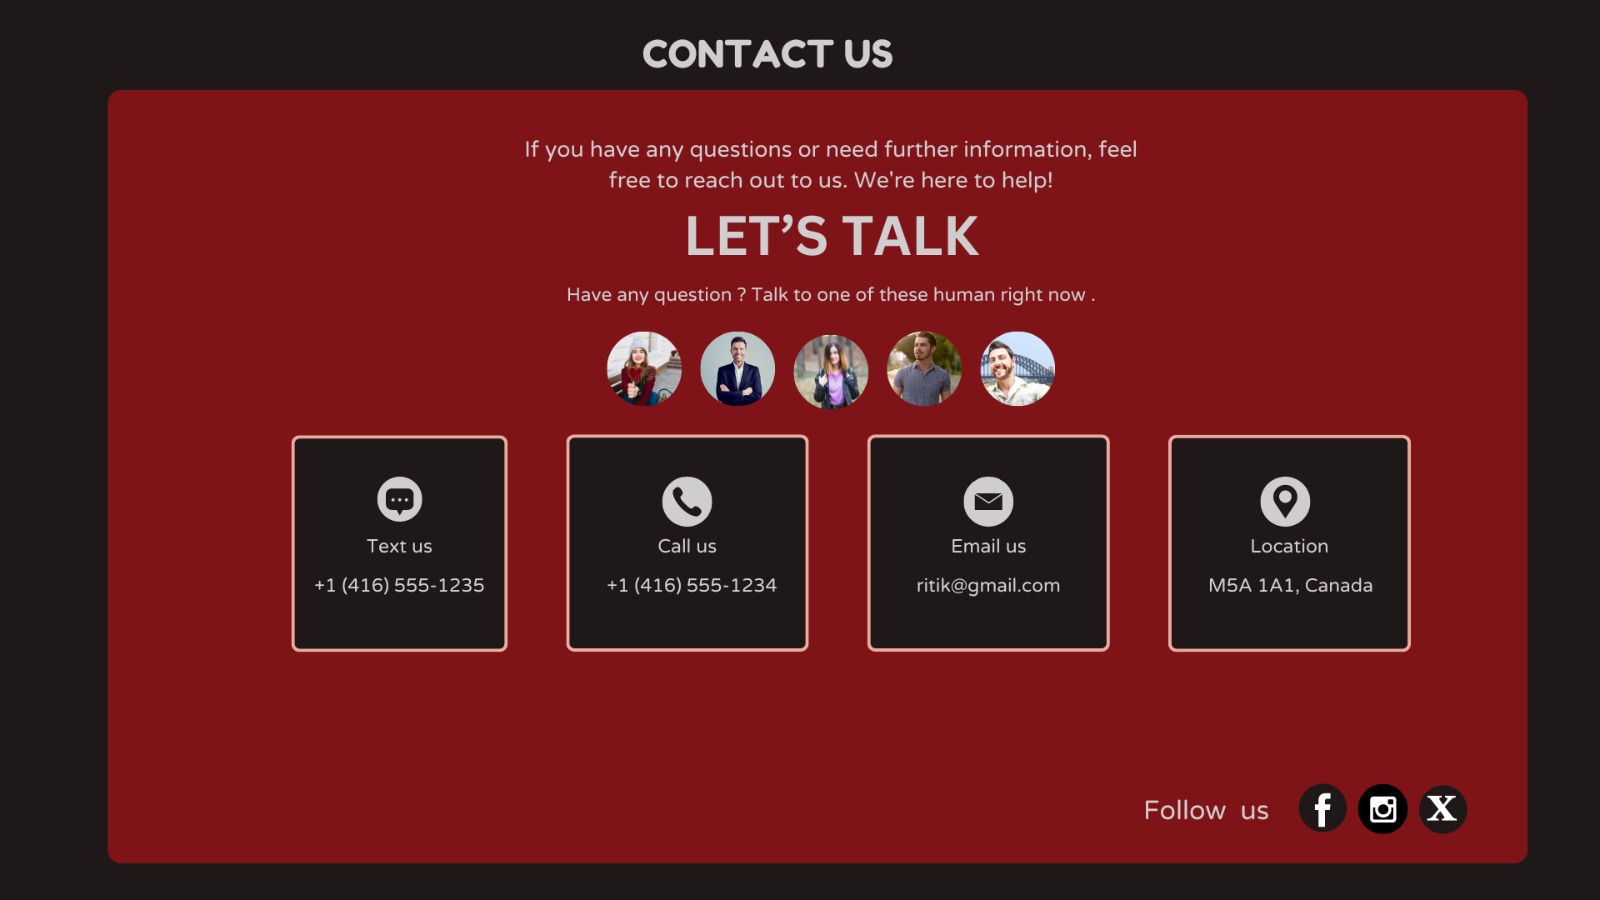 CONTACT US
If you have any questions or need further information, feel
free to reach out to us. We're here to help!
LET’S TALK
Have any question ? Talk to one of these human right now .
Text us
+1 (416) 555-1235
Call us
+1 (416) 555-1234
Email us
ritik@gmail.com
Location
M5A 1A1, Canada
Follow us